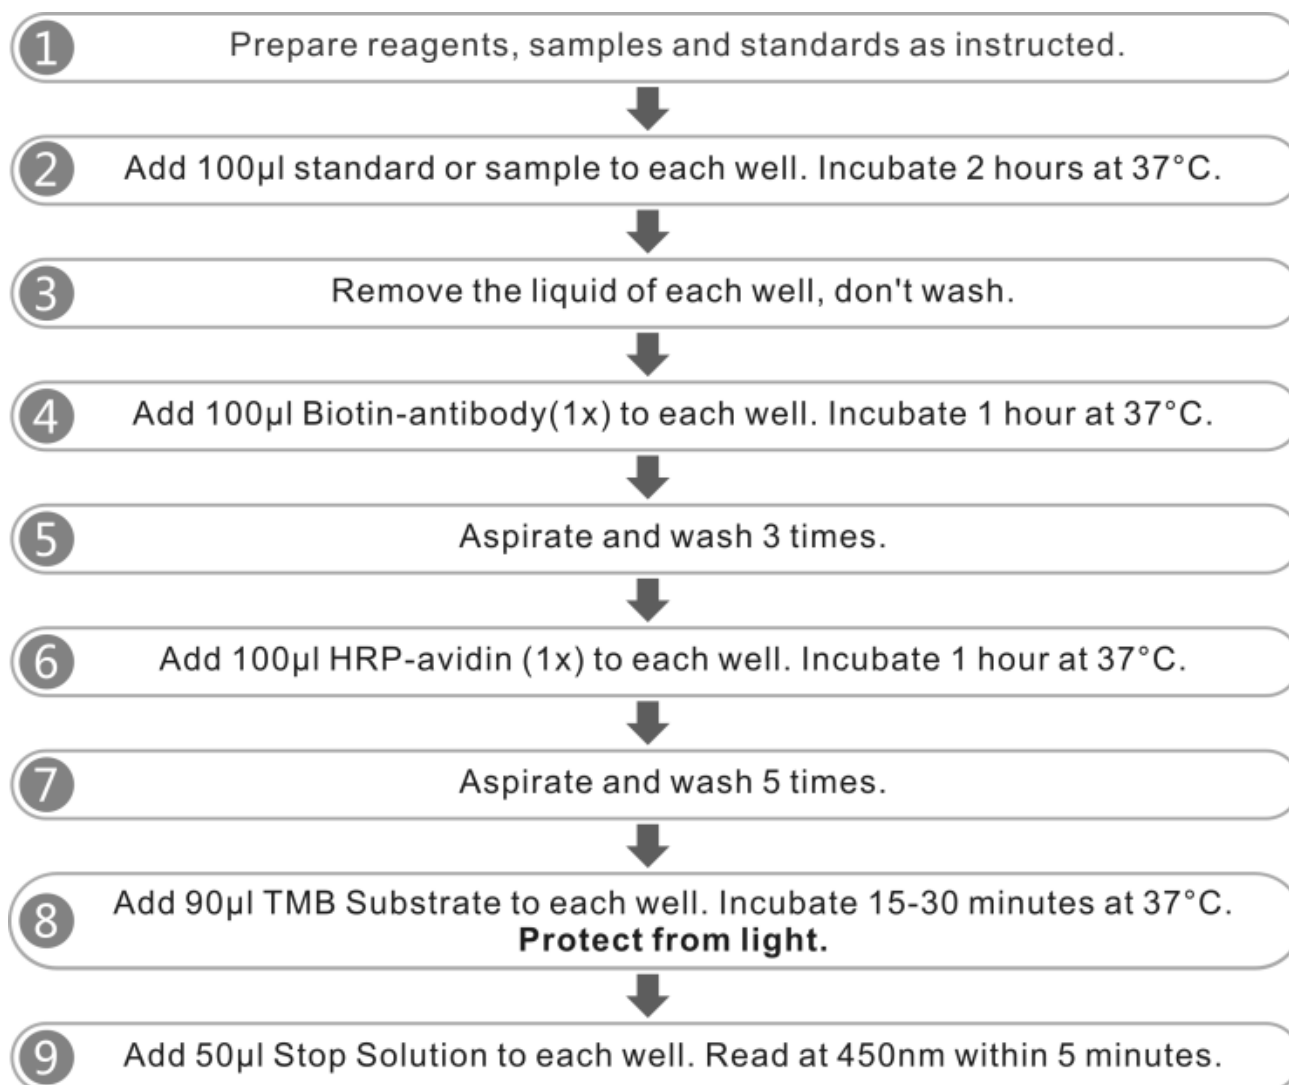 1 Prepare reagents, samples and standards as instructed.
2 Add 100µl standard or sample to each well. Incubate 2 hours at 37°C.
3 Remove the liquid of each well, don't wash.
4 Add 100µl Biotin-antibody(1x) to each well. Incubate 1 hour at 37°C.
5 Aspirate and wash 3 times.
6 Add 100µl HRP-avidin (1x) to each well. Incubate 1 hour at 37°C.
7 Aspirate and wash 5 times.
8 Add 90µl TMB Substrate to each well. Incubate 15-30 minutes at 37°C.
Protect from light.
9 Add 50µl Stop Solution to each well. Read at 450nm within 5 minutes.